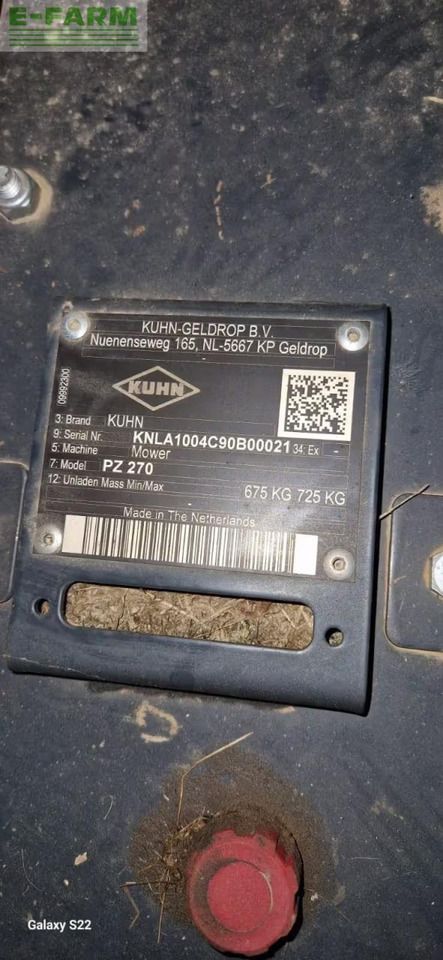 E-FARM
KUHN-GELDROP B.V.
Nuenenseweg 165, NL-5667 KP Geldrop
09992300
KUHN
3: Brand KUHN
9: Serial Nr. KNLA1004C90B00021 34: Ex
5: Machine Mower
7: Model PZ 270
12: Unladen Mass Min/Max 675 KG 725 KG
Made in The Netherlands
Galaxy S22